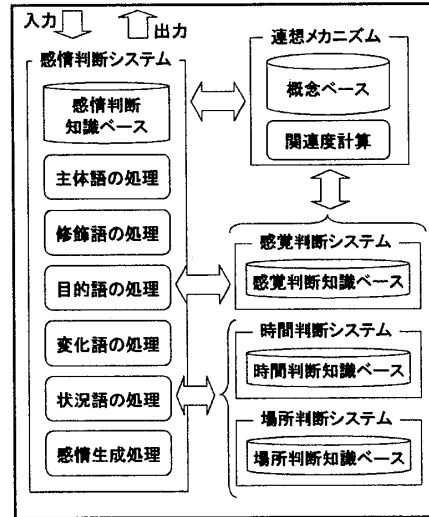 入力
出力
感情判断システム
感情判断
知識ベース
主体語の処理
修飾語の処理
目的語の処理
変化語の処理
状況語の処理
感情生成処理
連想メカニズム
概念ベース
関連度計算
感覚判断システム
感覚判断知識ベース
時間判断システム
時間判断知識ベース
場所判断システム
場所判断知識ベース